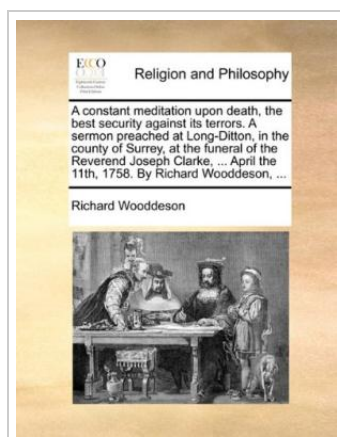 ECCO
Religion and Philosophy
A constant meditation upon death, the
best security against its terrors. A
sermon preached at Long-Ditton, in the
county of Surrey, at the funeral of the
Reverend Joseph Clarke, ... April the
11th, 1758. By Richard Wooddeson, ...
Richard Wooddeson